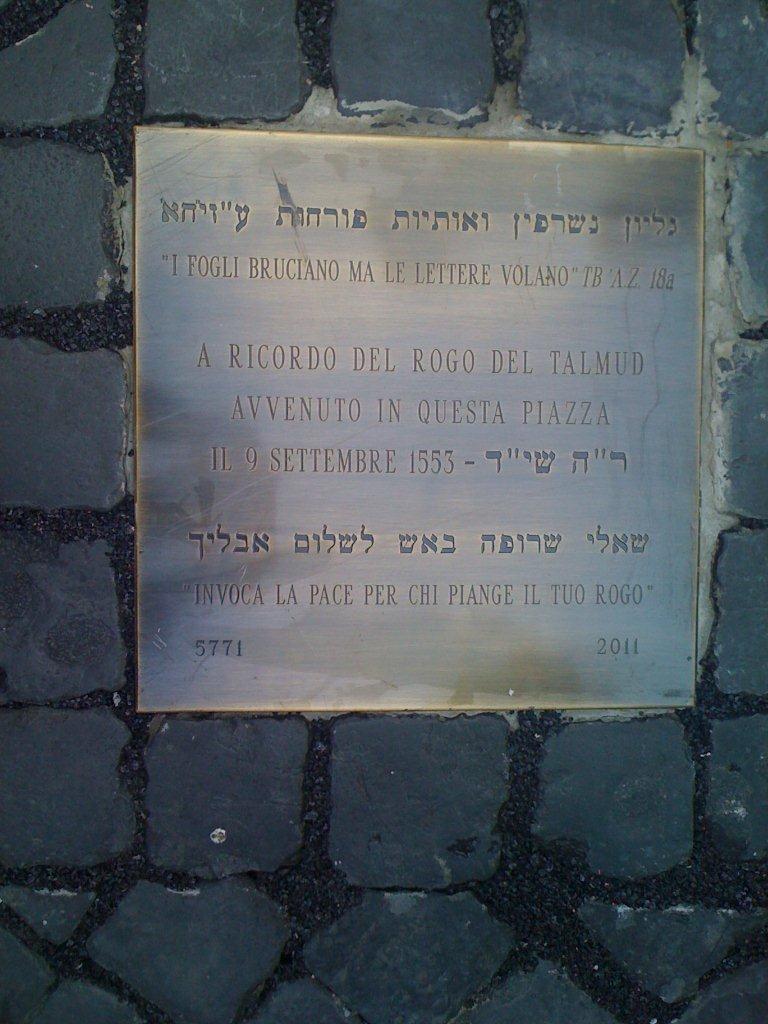 גליון נשרפין ואותיות פורחות ע"ז י"ח א
"I FOGLI BRUCIANO MA LE LETTERE VOLANO" TB 'A.Z. 18a
A RICORDO DEL ROGO DEL TALMUD
AVVENUTO IN QUESTA PIAZZA
IL 9 SETTEMBRE 1553 - ר"ה שי"ד
שאלי שרופה באש לשלום אבליך
"INVOCA LA PACE PER CHI PIANGE IL TUO ROGO"
5771 2011